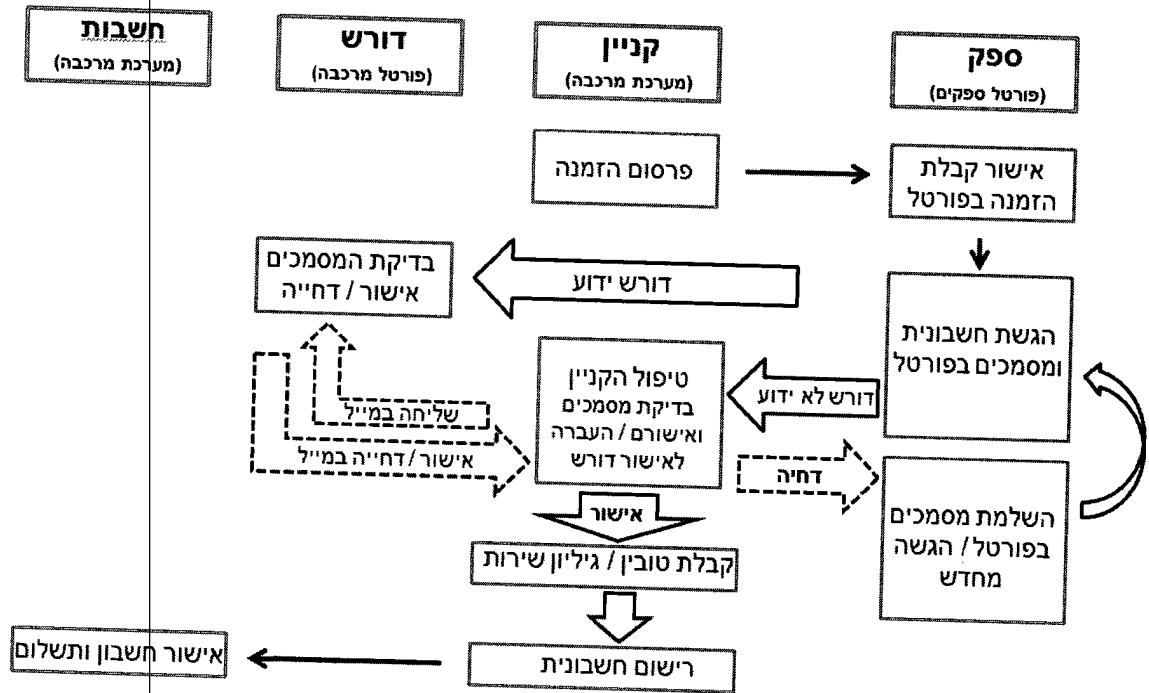 ספק
(פורטל ספקים)
קניין
(מערכת מרכבה)
דורש
(פורטל מרכבה)
חשבות
(מערכת מרכבה)
פרסום הזמנה
אישור קבלת
הזמנה בפורטל
הגשת חשבונית
ומסמכים בפורטל
דורש ידוע
בדיקת המסמכים
אישור / דחייה
דורש לא ידוע
טיפול הקניין
בדיקת מסמכים
ואישורם / העברה
לאישור דורש
שליחה במייל
אישור / דחייה במייל
דחיה
השלמת מסמכים
בפורטל / הגשה
מחדש
אישור
קבלת טובין / גיליון שירות
רישום חשבונית
אישור חשבון ותשלום